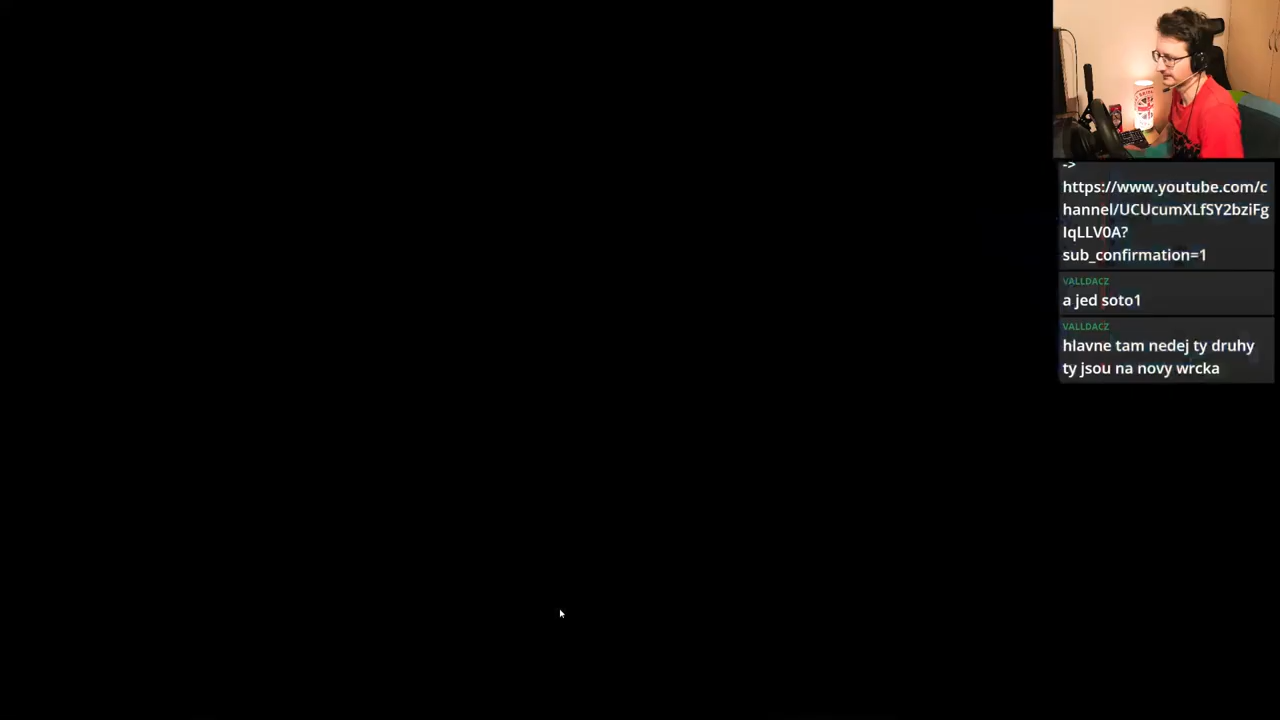 ->
https://www.youtube.com/c
hannel/UCUcumXLfSY2bziFg
IqLLV0A?
sub_confirmation=1
VALLDACZ
a jed soto1
VALLDACZ
hlavne tam nedej ty druhy
ty jsou na novy wrcka